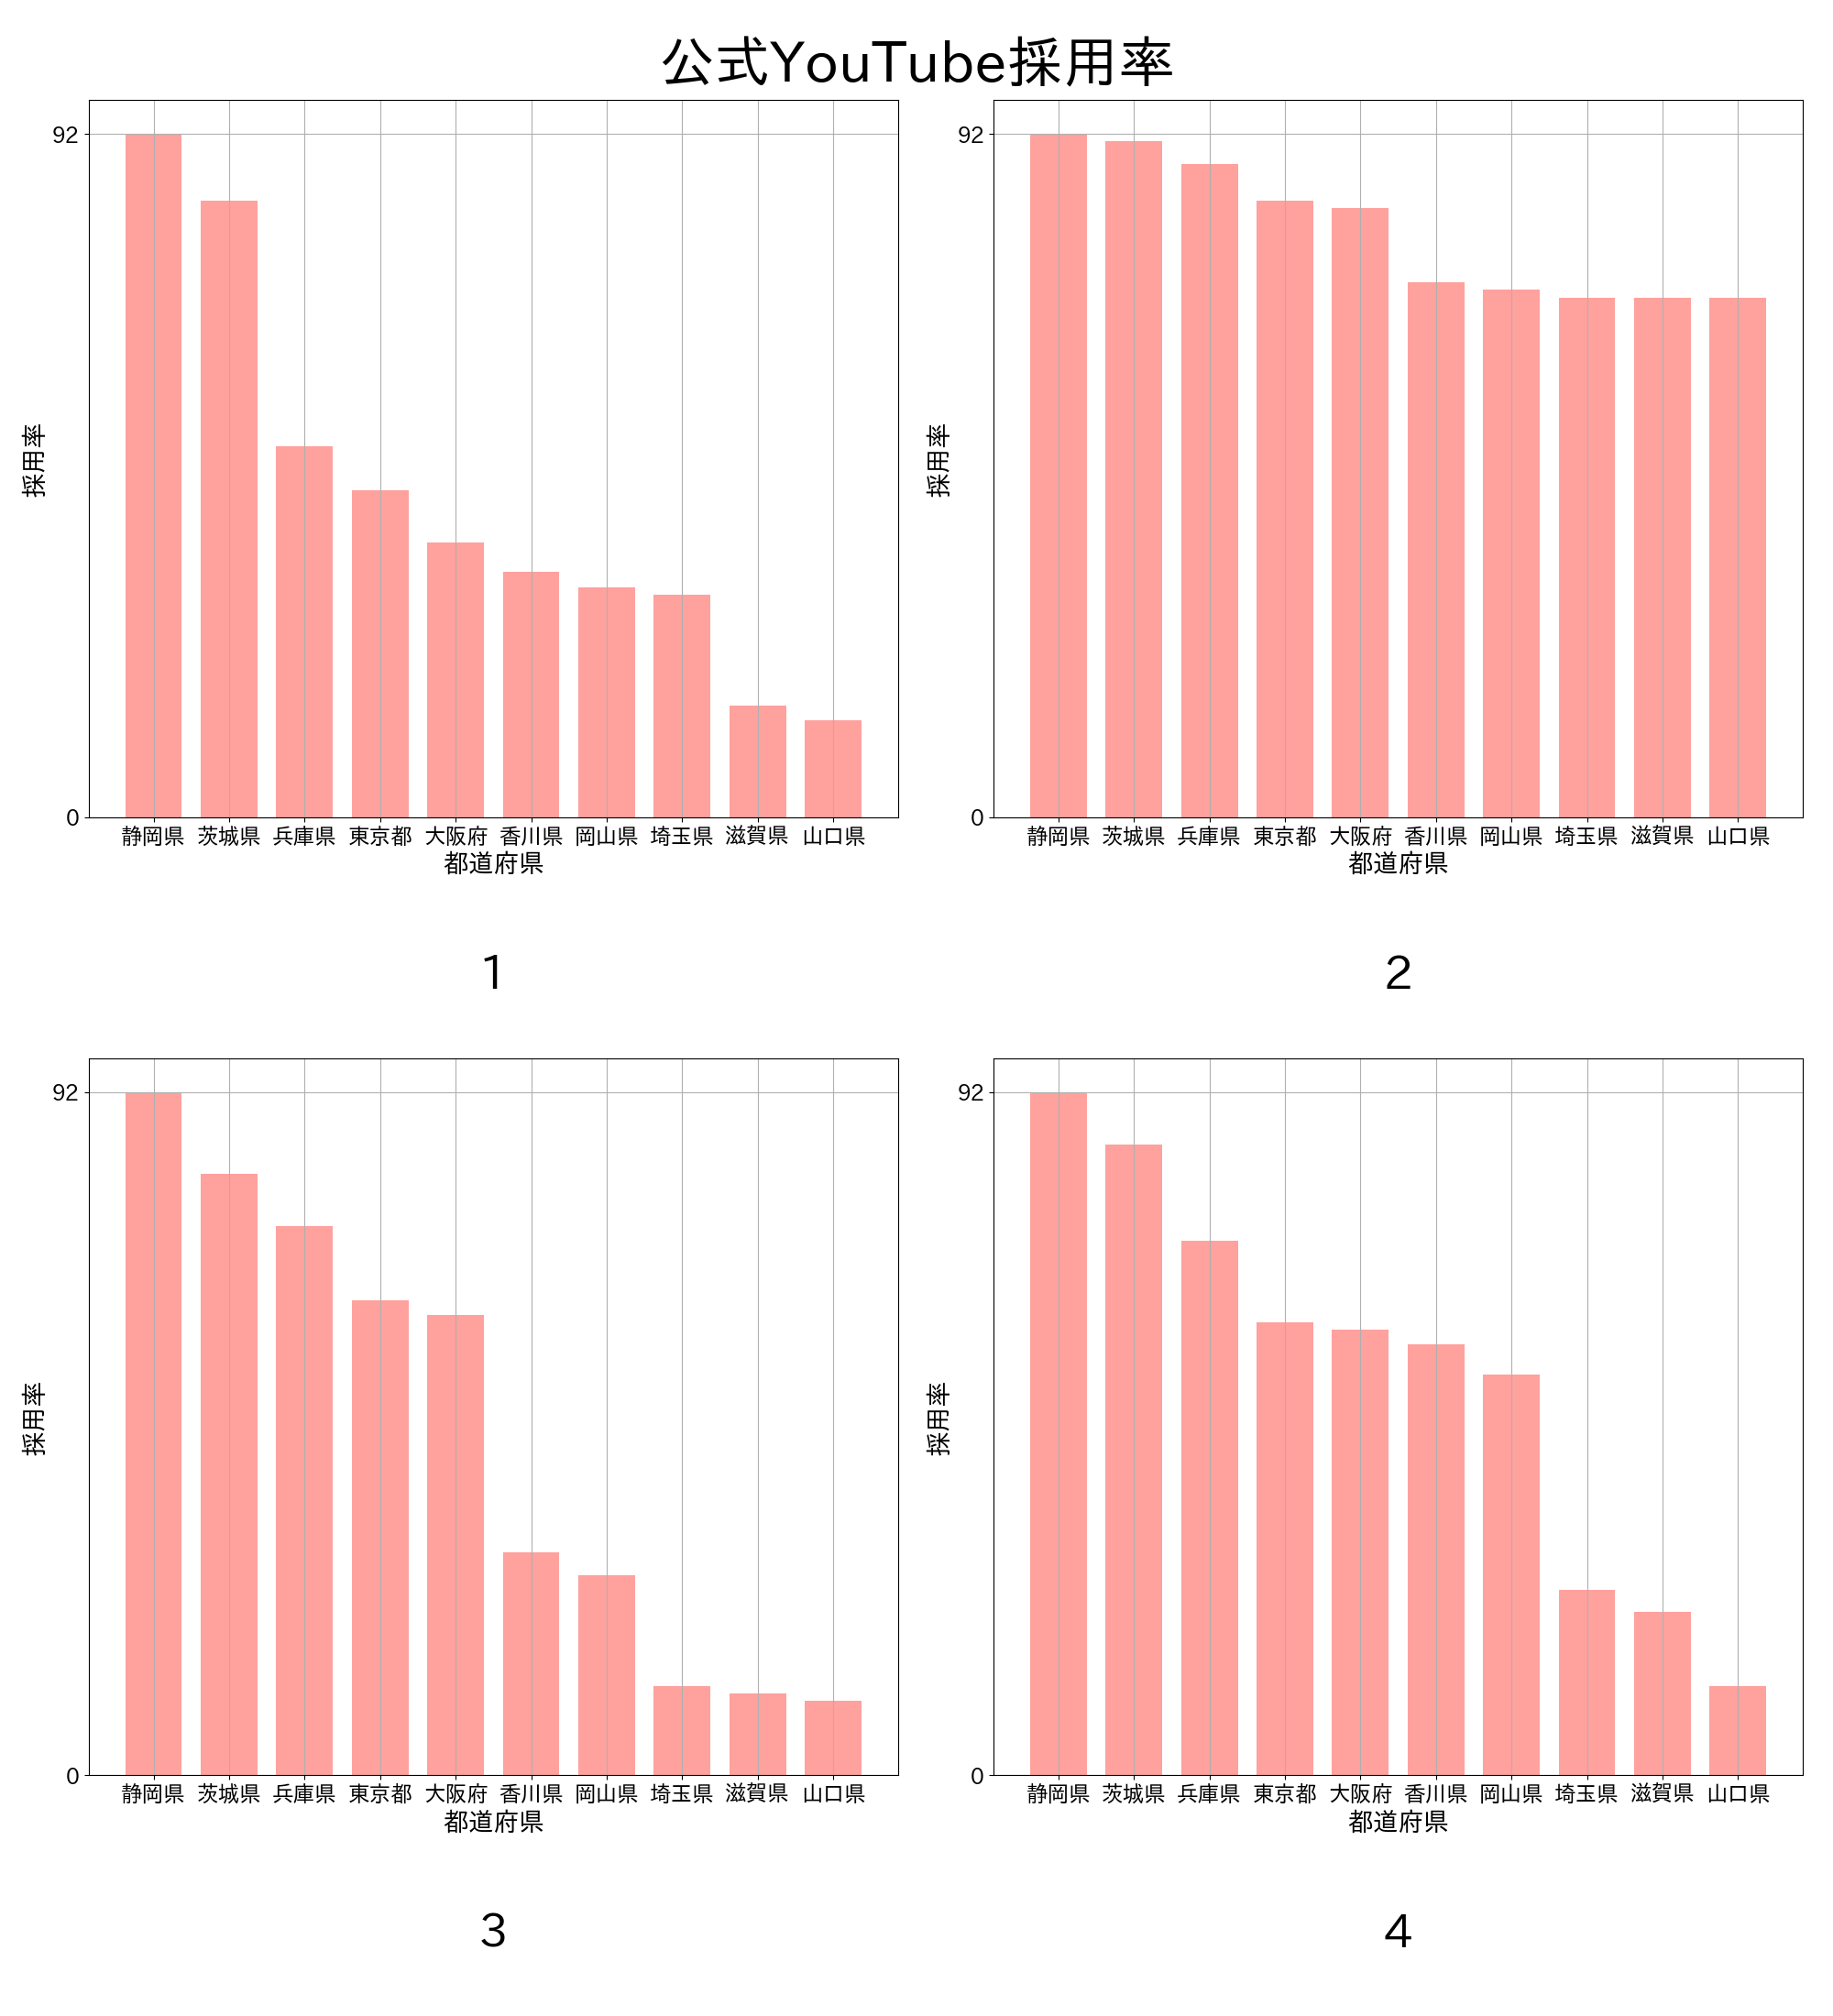 公式YouTube採用率
92
0
採用率
静岡県 茨城県 兵庫県 東京都 大阪府 香川県 岡山県 埼玉県 滋賀県 山口県
都道府県
1
92
0
採用率
静岡県 茨城県 兵庫県 東京都 大阪府 香川県 岡山県 埼玉県 滋賀県 山口県
都道府県
2
92
0
採用率
静岡県 茨城県 兵庫県 東京都 大阪府 香川県 岡山県 埼玉県 滋賀県 山口県
都道府県
3
92
0
採用率
静岡県 茨城県 兵庫県 東京都 大阪府 香川県 岡山県 埼玉県 滋賀県 山口県
都道府県
4